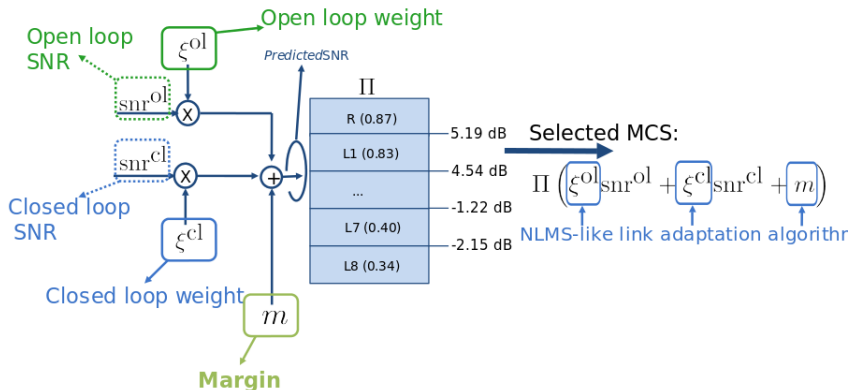 Open loop weight
Open loop
SNR
ξ^ol
PredictedSNR
snr^ol
X
Π
R (0.87)
5.19 dB
Selected MCS:
snr^cl
X
+
L1 (0.83)
4.54 dB
Π (ξ^ol snr^ol + ξ^cl snr^cl + m)
...
-1.22 dB
Closed loop
SNR
ξ^cl
L7 (0.40)
NLMS-like link adaptation algorithm
-2.15 dB
L8 (0.34)
Closed loop weight
m
Margin